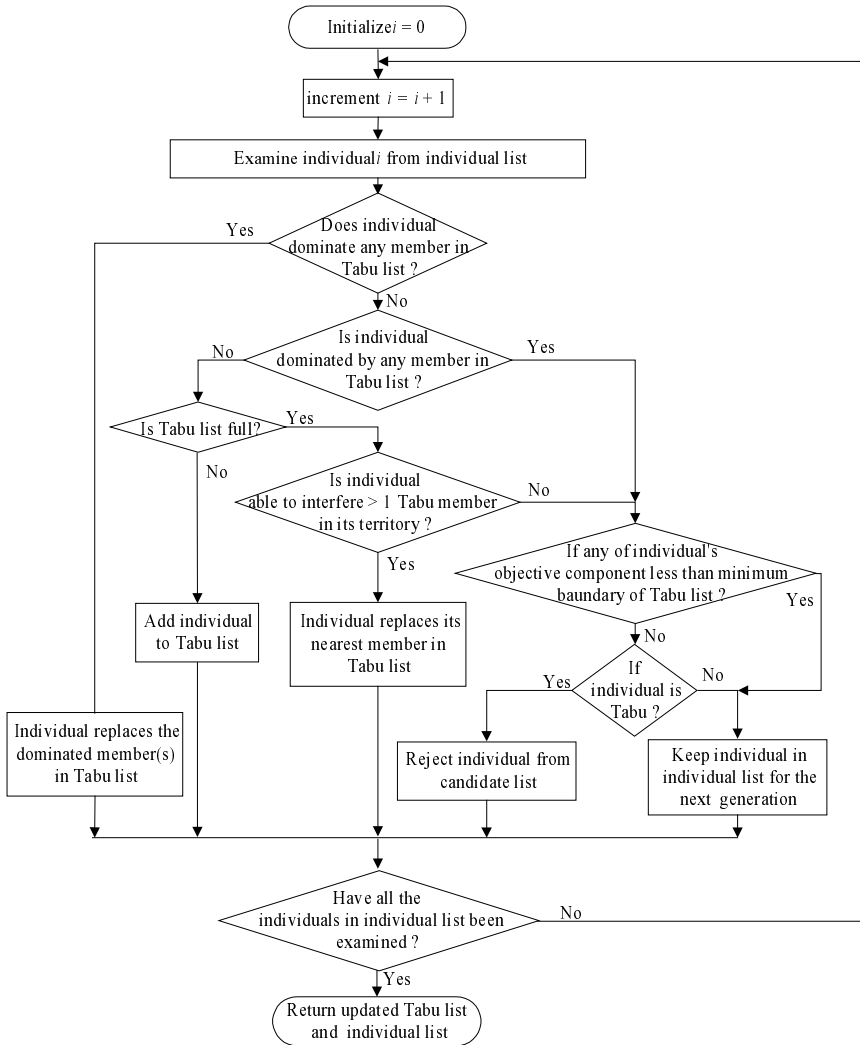 Initialize i = 0
increment i = i + 1
Examine individual i from individual list
Does individual
dominate any member in
Tabu list ?
Yes
No
Is individual
dominated by any member in
Tabu list ?
No
Yes
Is Tabu list full?
Yes
No
Is individual
able to interfere > 1 Tabu member
in its territory ?
No
Yes
If any of individual's
objective component less than minimum
baundary of Tabu list ?
Yes
No
Add individual
to Tabu list
Individual replaces its
nearest member in
Tabu list
If
individual is
Tabu ?
Yes
No
Individual replaces the
dominated member(s)
in Tabu list
Reject individual from
candidate list
Keep individual in
individual list for the
next generation
Have all the
individuals in individual list been
examined ?
No
Yes
Return updated Tabu list
and individual list